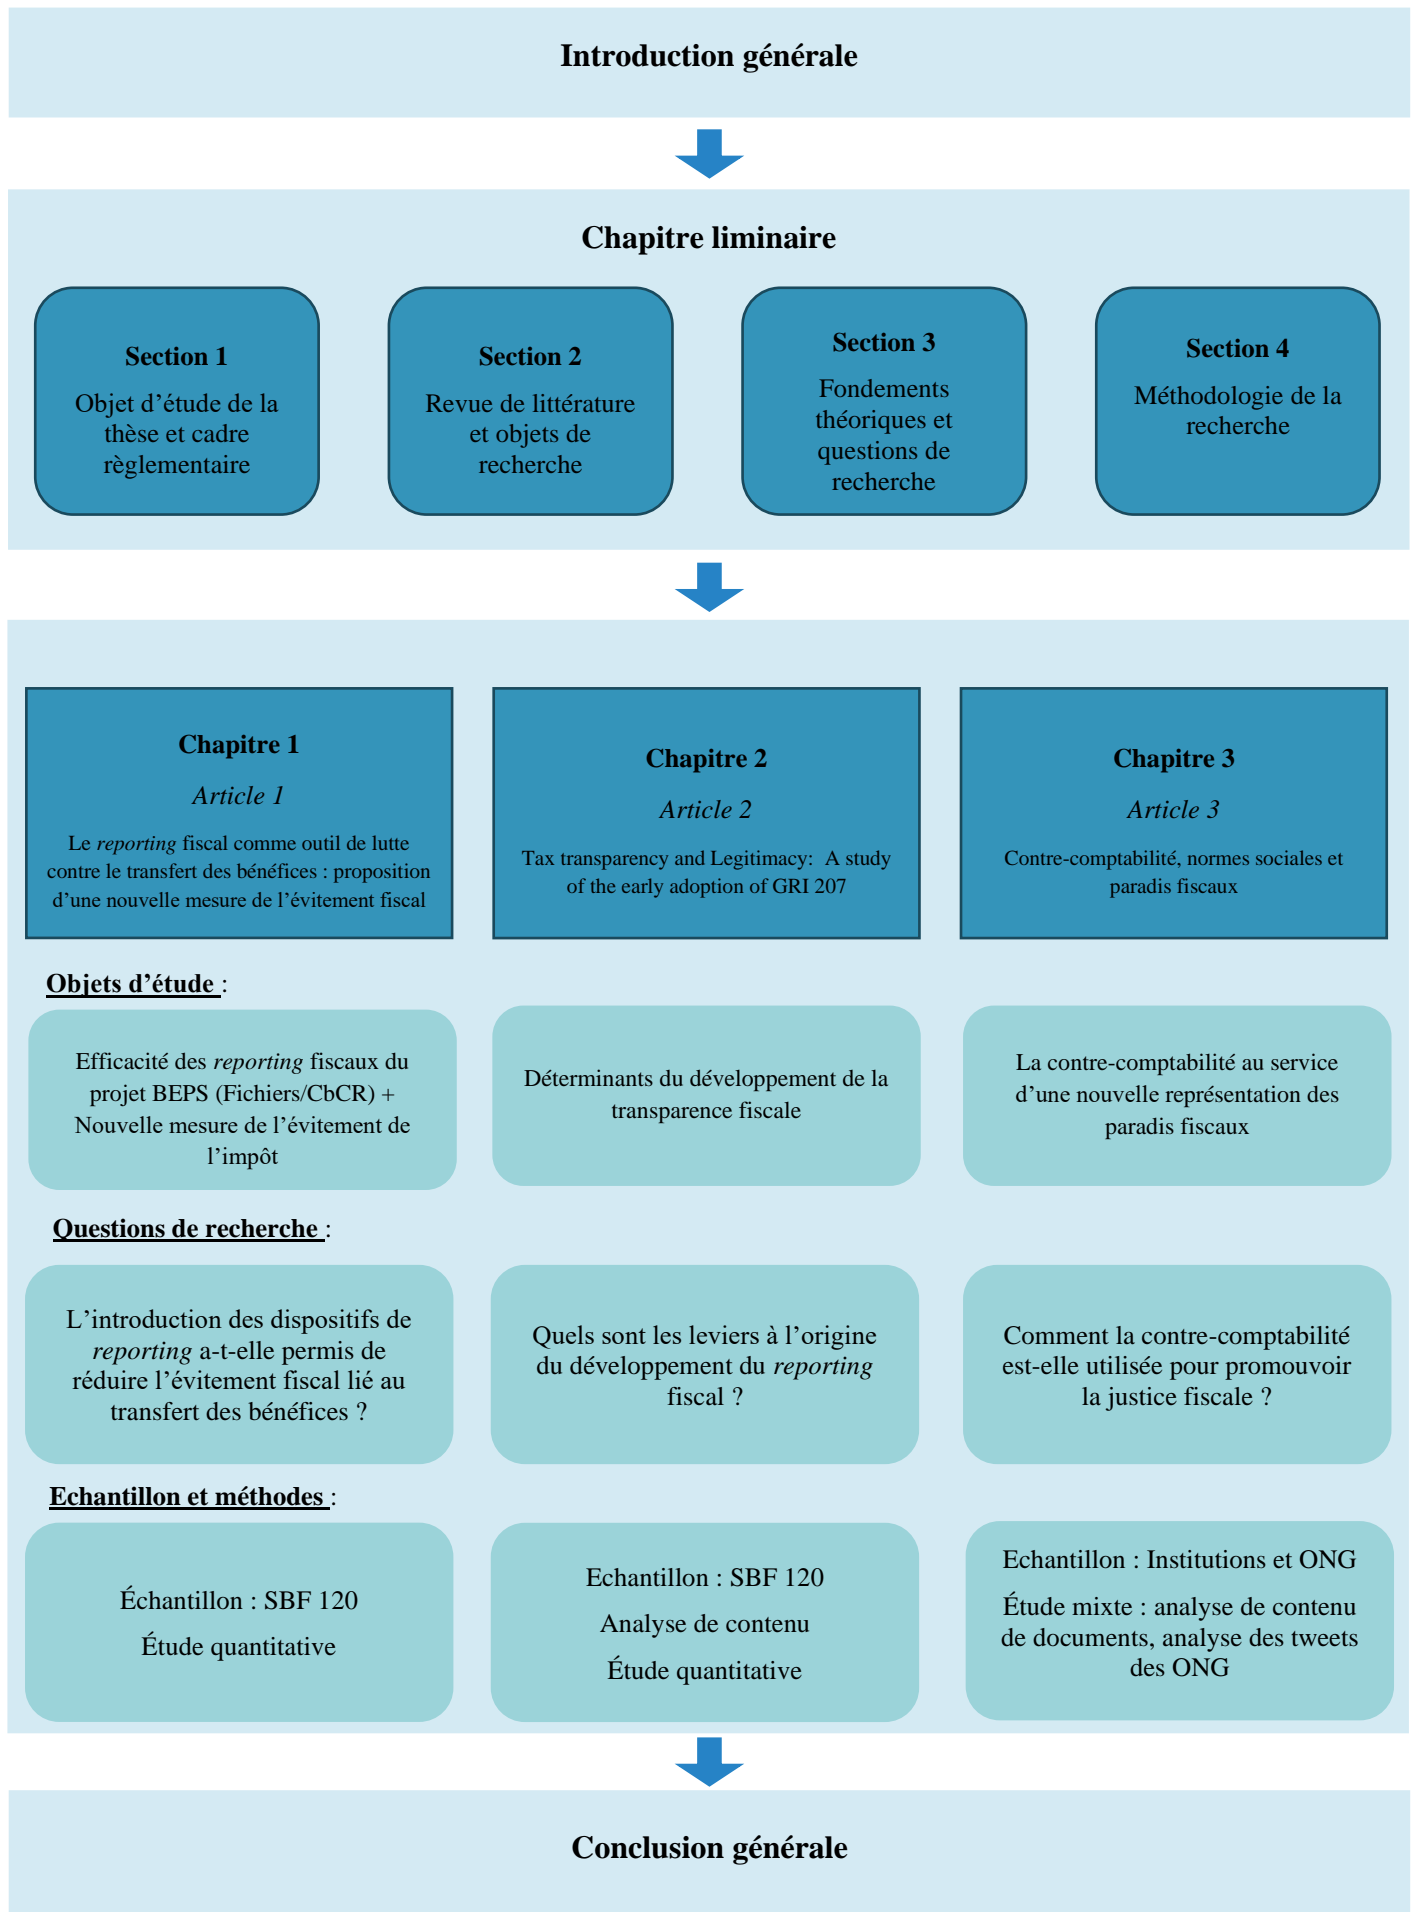 Introduction générale
Chapitre liminaire
Section 1
Objet d’étude de la
thèse et cadre
règlementaire
Section 2
Revue de littérature
et objets de
recherche
Section 3
Fondements
théoriques et
questions de
recherche
Section 4
Méthodologie de la
recherche
Chapitre 1
Article 1
Le reporting fiscal comme outil de lutte
contre le transfert des bénéfices : proposition
d’une nouvelle mesure de l’évitement fiscal
Chapitre 2
Article 2
Tax transparency and Legitimacy: A study
of the early adoption of GRI 207
Chapitre 3
Article 3
Contre-comptabilité, normes sociales et
paradis fiscaux
Objets d’étude :
Efficacité des reporting fiscaux du
projet BEPS (Fichiers/CbCR) +
Nouvelle mesure de l’évitement de
l’impôt
Déterminants du développement de la
transparence fiscale
La contre-comptabilité au service
d’une nouvelle représentation des
paradis fiscaux
Questions de recherche :
L’introduction des dispositifs de
reporting a-t-elle permis de
réduire l’évitement fiscal lié au
transfert des bénéfices ?
Quels sont les leviers à l’origine
du développement du reporting
fiscal ?
Comment la contre-comptabilité
est-elle utilisée pour promouvoir
la justice fiscale ?
Echantillon et méthodes :
Échantillon : SBF 120
Étude quantitative
Echantillon : SBF 120
Analyse de contenu
Étude quantitative
Echantillon : Institutions et ONG
Étude mixte : analyse de contenu
de documents, analyse des tweets
des ONG
Conclusion générale